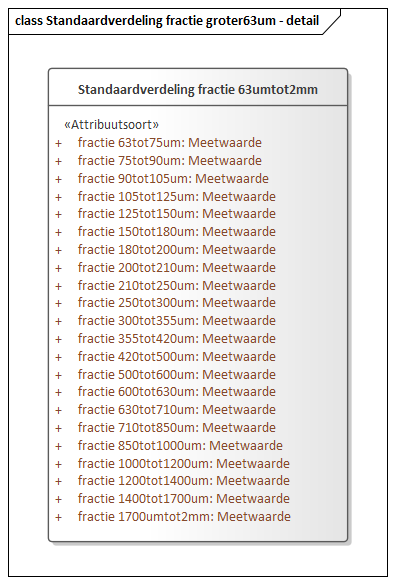 class Standaardverdeling fractie groter63um - detail
Standaardverdeling fractie 63umtot2mm
«Attribuutsoort»
+ fractie 63tot75um: Meetwaarde
+ fractie 75tot90um: Meetwaarde
+ fractie 90tot105um: Meetwaarde
+ fractie 105tot125um: Meetwaarde
+ fractie 125tot150um: Meetwaarde
+ fractie 150tot180um: Meetwaarde
+ fractie 180tot200um: Meetwaarde
+ fractie 200tot210um: Meetwaarde
+ fractie 210tot250um: Meetwaarde
+ fractie 250tot300um: Meetwaarde
+ fractie 300tot355um: Meetwaarde
+ fractie 355tot420um: Meetwaarde
+ fractie 420tot500um: Meetwaarde
+ fractie 500tot600um: Meetwaarde
+ fractie 600tot630um: Meetwaarde
+ fractie 630tot710um: Meetwaarde
+ fractie 710tot850um: Meetwaarde
+ fractie 850tot1000um: Meetwaarde
+ fractie 1000tot1200um: Meetwaarde
+ fractie 1200tot1400um: Meetwaarde
+ fractie 1400tot1700um: Meetwaarde
+ fractie 1700umtot2mm: Meetwaarde